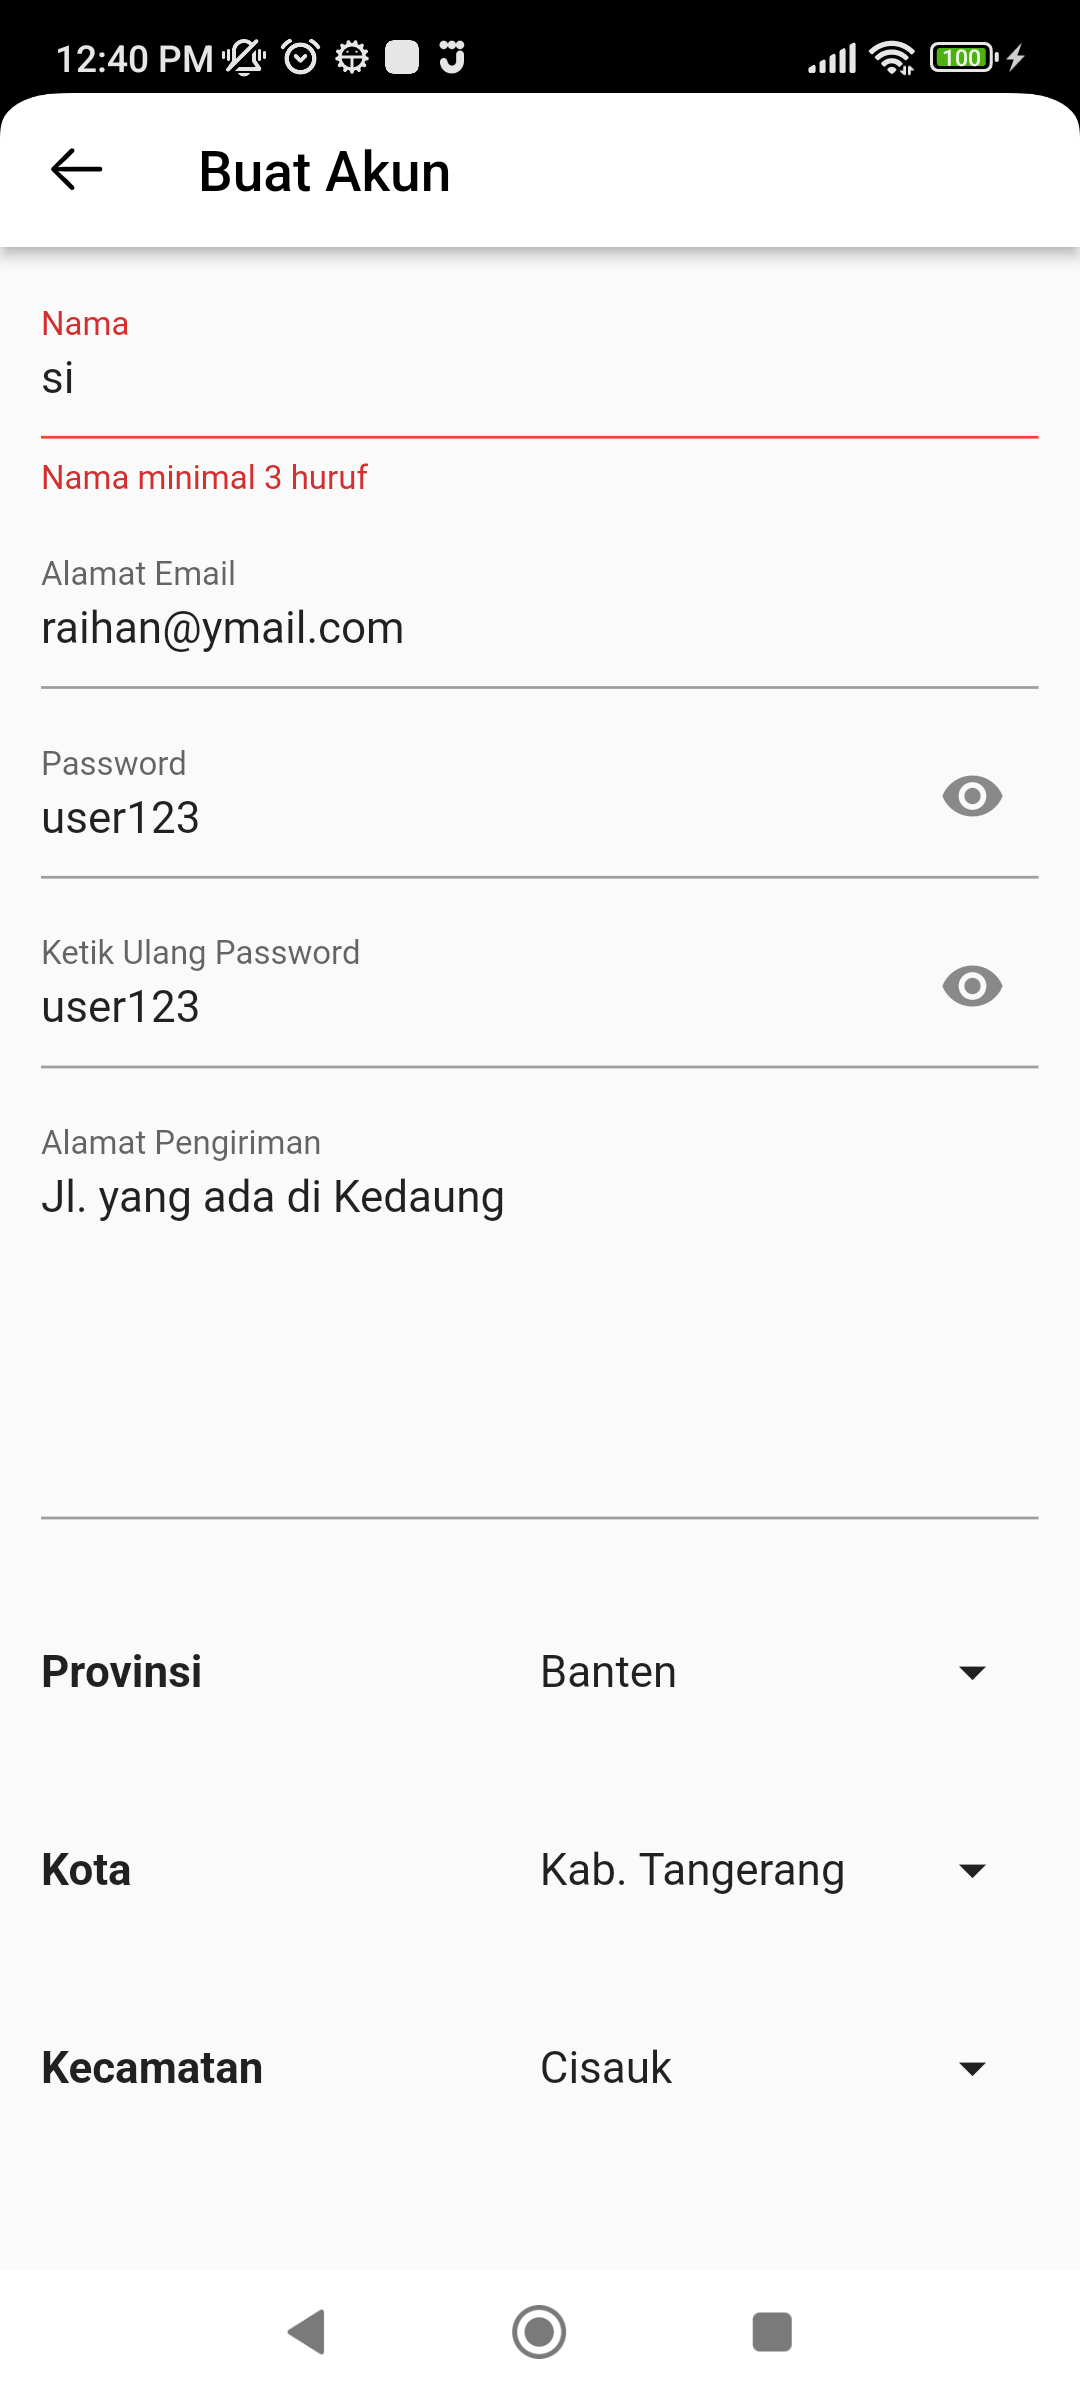 12:40 PM
100
Buat Akun
Nama
si
Nama minimal 3 huruf
Alamat Email
raihan@ymail.com
Password
user123
Ketik Ulang Password
user123
Alamat Pengiriman
Jl. yang ada di Kedaung
Provinsi Banten
Kota Kab. Tangerang
Kecamatan Cisauk